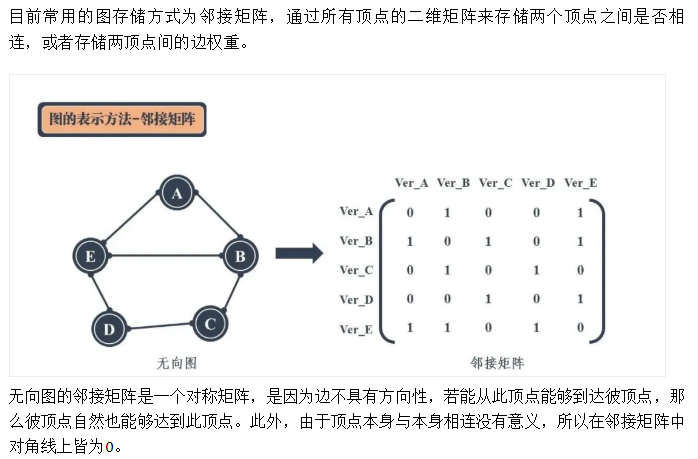 目前常用的图存储方式为邻接矩阵，通过所有顶点的二维矩阵来存储两个顶点之间是否相
连，或者存储两顶点间的边权重。
图的表示方法-邻接矩阵
A
E
B
D
C
无向图
Ver_A Ver_B Ver_C Ver_D Ver_E
Ver_A 0 1 0 0 1
Ver_B 1 0 1 0 1
Ver_C 0 1 0 1 0
Ver_D 0 0 1 0 1
Ver_E 1 1 0 1 0
邻接矩阵
无向图的邻接矩阵是一个对称矩阵，是因为边不具有方向性，若能从此顶点能够到达彼顶点，那
么彼顶点自然也能够达到此顶点。此外，由于顶点本身与本身相连没有意义，所以在邻接矩阵中
对角线上皆为0。